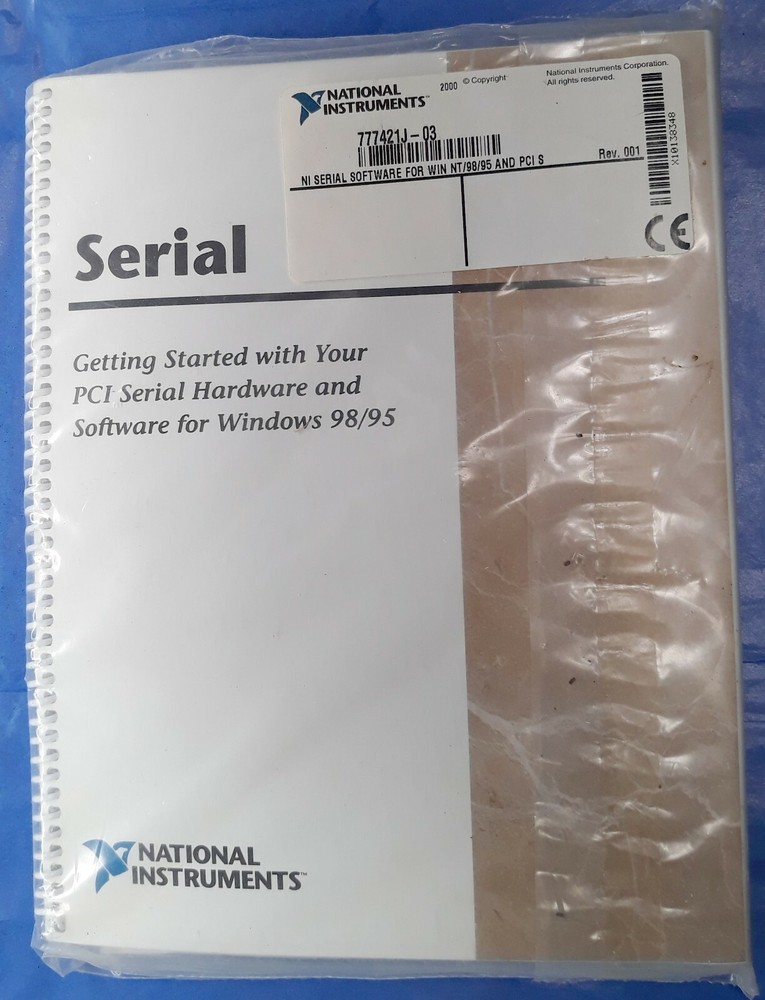 NATIONAL
INSTRUMENTS™
2000 © Copyright
National Instruments Corporation.
All rights reserved.
777421J-03
NI SERIAL SOFTWARE FOR WIN NT/98/95 AND PCI S
Rev. 001
X10138348
CE
Serial
Getting Started with Your
PCI Serial Hardware and
Software for Windows 98/95
NATIONAL
INSTRUMENTS™